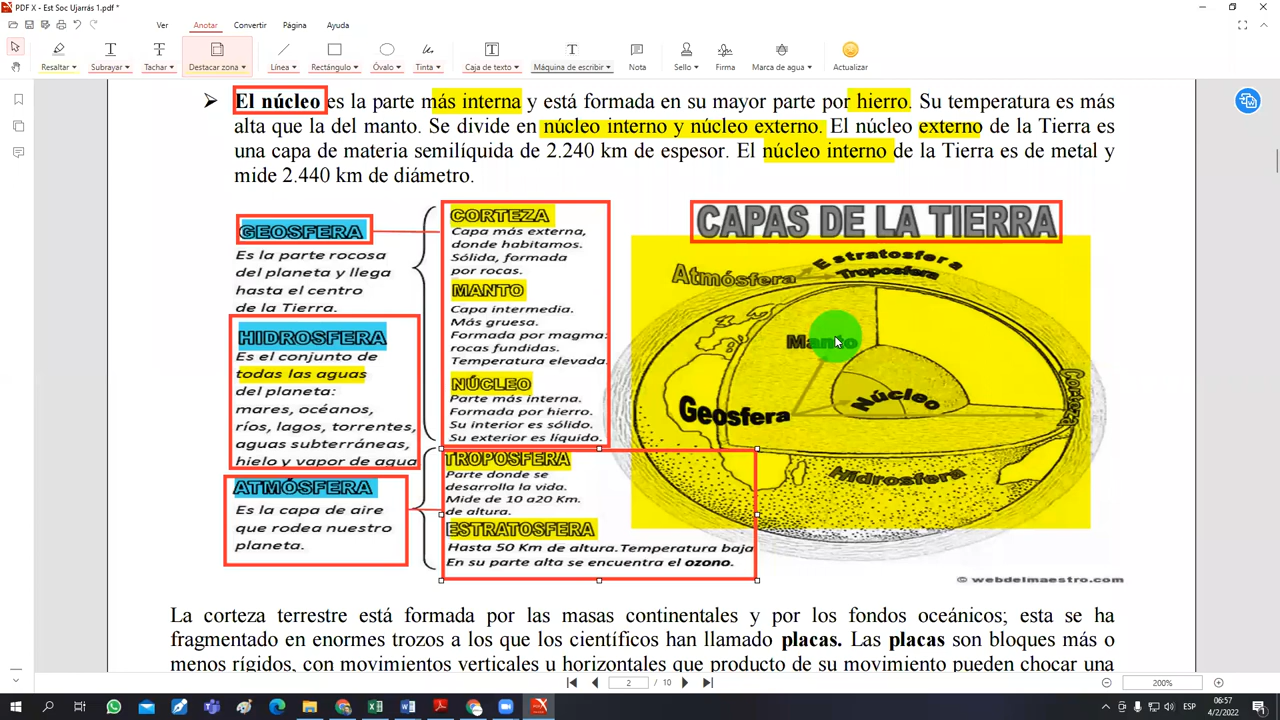 PDF X - Est Soc Ujarrás 1.pdf *
Ver Anotar Convertir Página Ayuda
Resaltar Subrayar Tachar Destacar zona Línea Rectángulo Óvalo Tinta Caja de texto Máquina de escribir Nota Sello Firma Marca de agua Actualizar
➢ El núcleo es la parte más interna y está formada en su mayor parte por hierro. Su temperatura es más
alta que la del manto. Se divide en núcleo interno y núcleo externo. El núcleo externo de la Tierra es
una capa de materia semilíquida de 2.240 km de espesor. El núcleo interno de la Tierra es de metal y
mide 2.440 km de diámetro.
GEOSFERA
Es la parte rocosa
del planeta y llega
hasta el centro
de la Tierra.
HIDROSFERA
Es el conjunto de
todas las aguas
del planeta:
mares, océanos,
ríos, lagos, torrentes,
aguas subterráneas,
hielo y vapor de agua
ATMÓSFERA
Es la capa de aire
que rodea nuestro
planeta.
CORTEZA
Capa más externa,
donde habitamos.
Sólida, formada
por rocas.
MANTO
Capa intermedia.
Más gruesa.
Formada por magma:
rocas fundidas.
Temperatura elevada.
NÚCLEO
Parte más interna.
Formada por hierro.
Su interior es sólido.
Su exterior es líquido.
TROPOSFERA
Parte donde se
desarrolla la vida.
Mide de 10 a20 Km.
de altura.
ESTRATOSFERA
Hasta 50 Km de altura.Temperatura baja
En su parte alta se encuentra el ozono.
CAPAS DE LA TIERRA
Estratosfera
Atmósfera
Troposfera
Manto
Núcleo
Corteza
Geosfera
Hidrosfera
© webdelmaestro.com
La corteza terrestre está formada por las masas continentales y por los fondos oceánicos; esta se ha
fragmentado en enormes trozos a los que los científicos han llamado placas. Las placas son bloques más o
menos rígidos, con movimientos verticales u horizontales que producto de su movimiento pueden chocar una
2 / 10
200%
ESP
06:57
4/2/2022